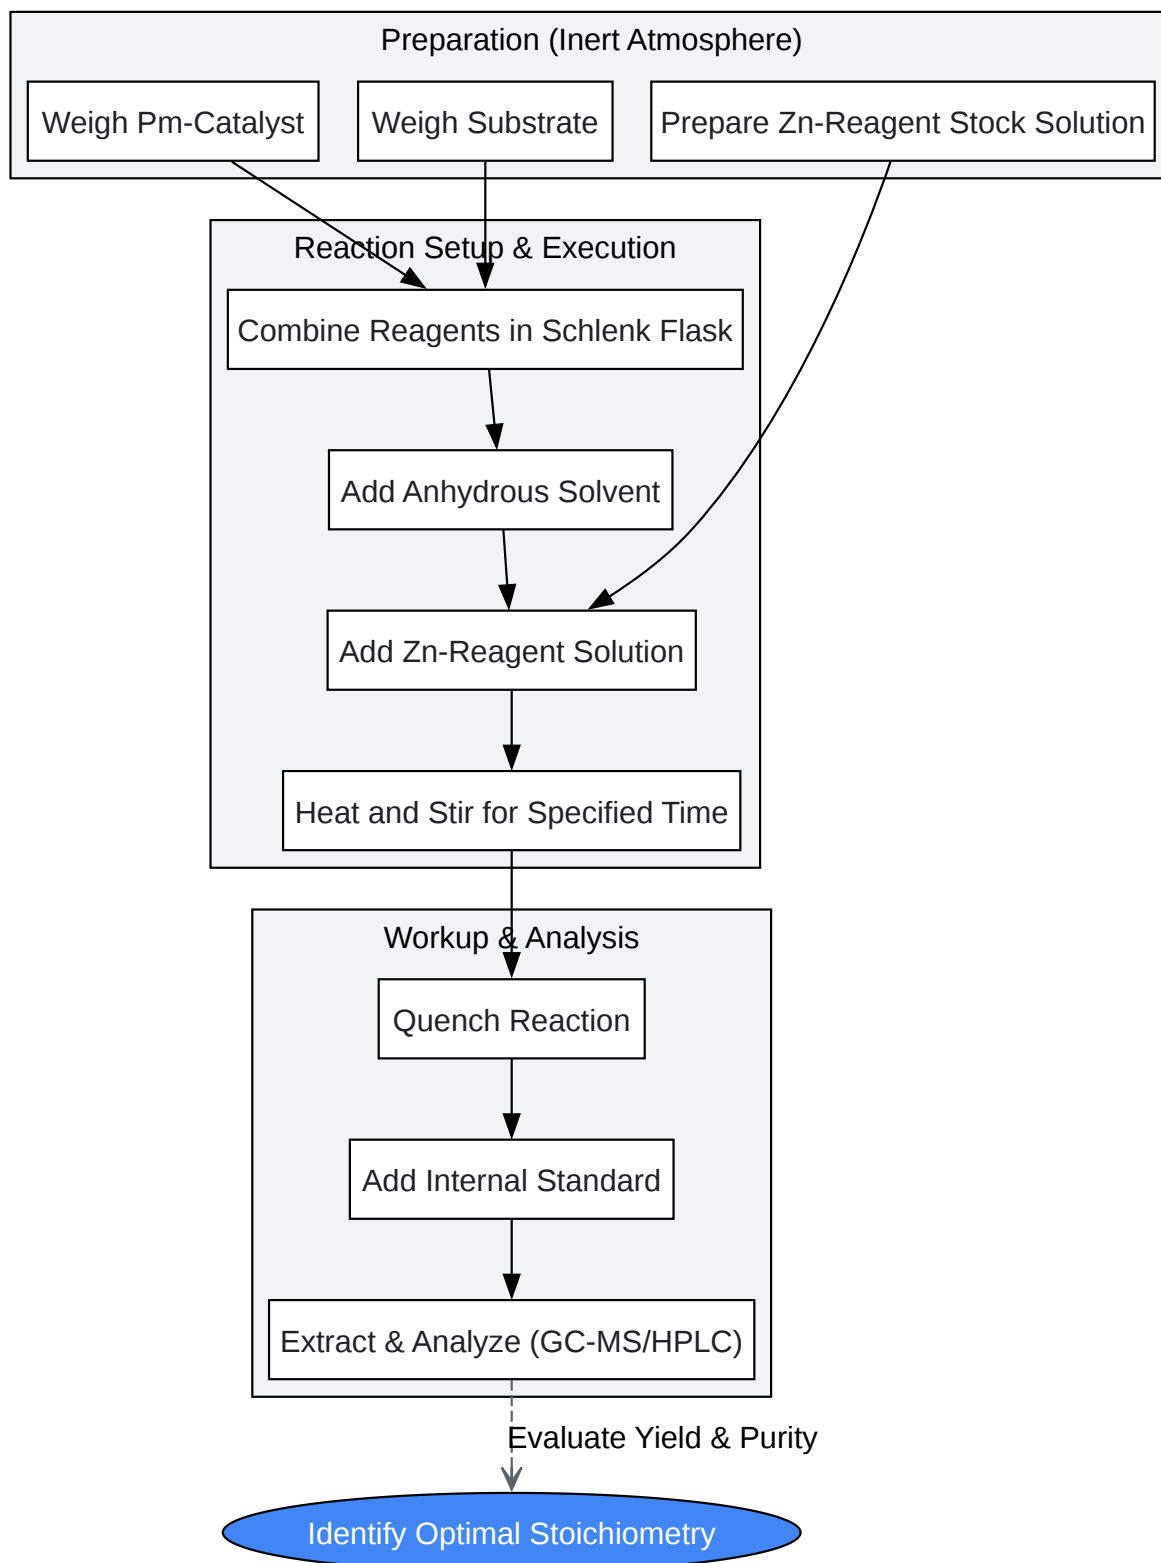 Preparation (Inert Atmosphere)
Weigh Pm-Catalyst
Weigh Substrate
Prepare Zn-Reagent Stock Solution
Reaction Setup & Execution
Combine Reagents in Schlenk Flask
Add Anhydrous Solvent
Add Zn-Reagent Solution
Heat and Stir for Specified Time
Workup & Analysis
Quench Reaction
Add Internal Standard
Extract & Analyze (GC-MS/HPLC)
Evaluate Yield & Purity
Identify Optimal Stoichiometry